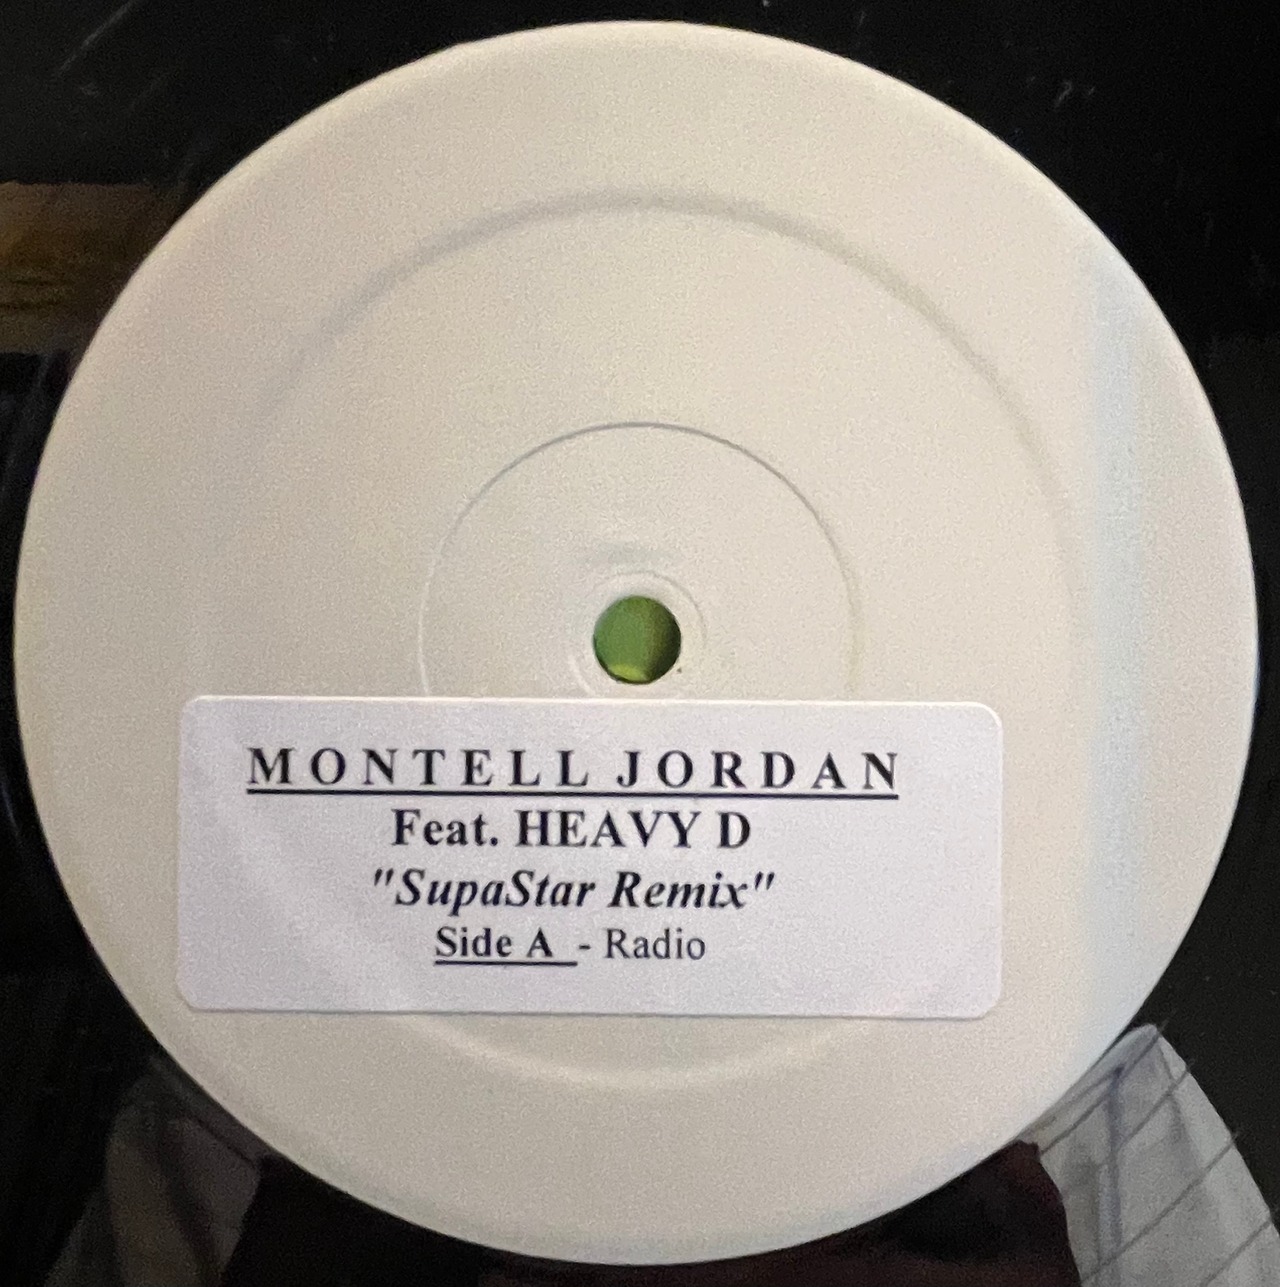 MONTELL JORDAN
Feat. HEAVY D
"SupaStar Remix"
Side A - Radio